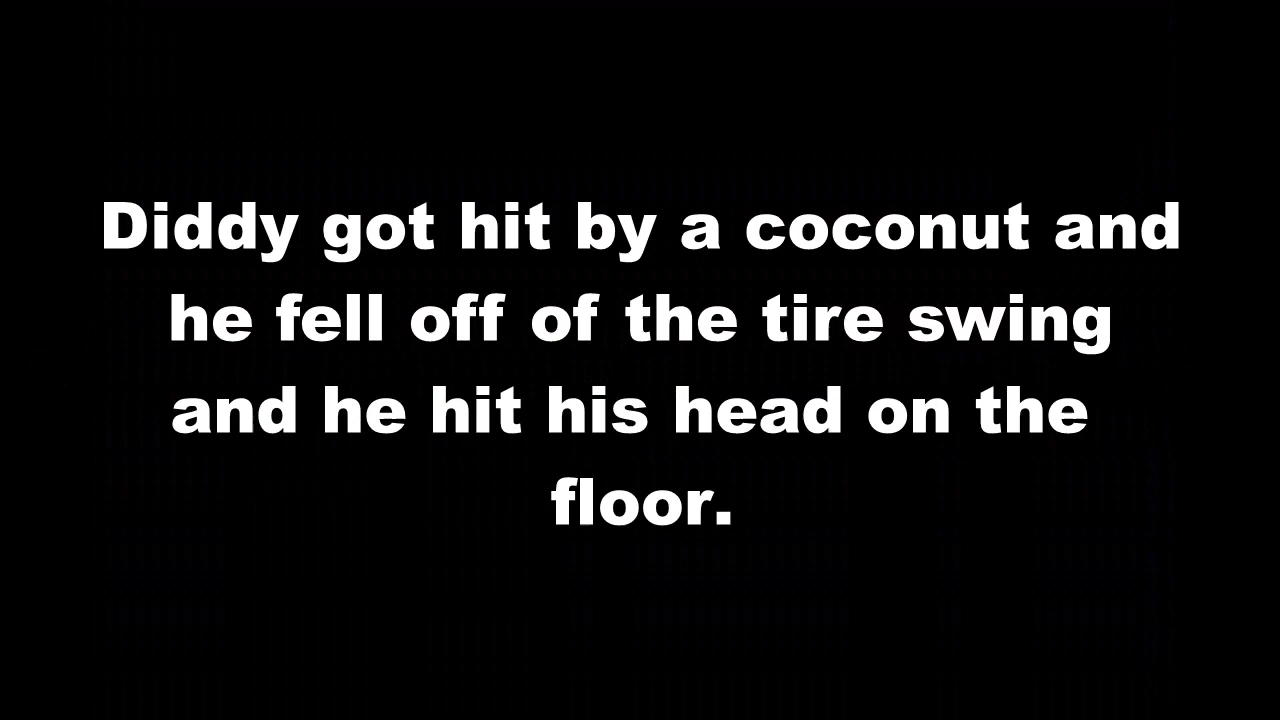 Diddy got hit by a coconut and
he fell off of the tire swing
and he hit his head on the
floor.